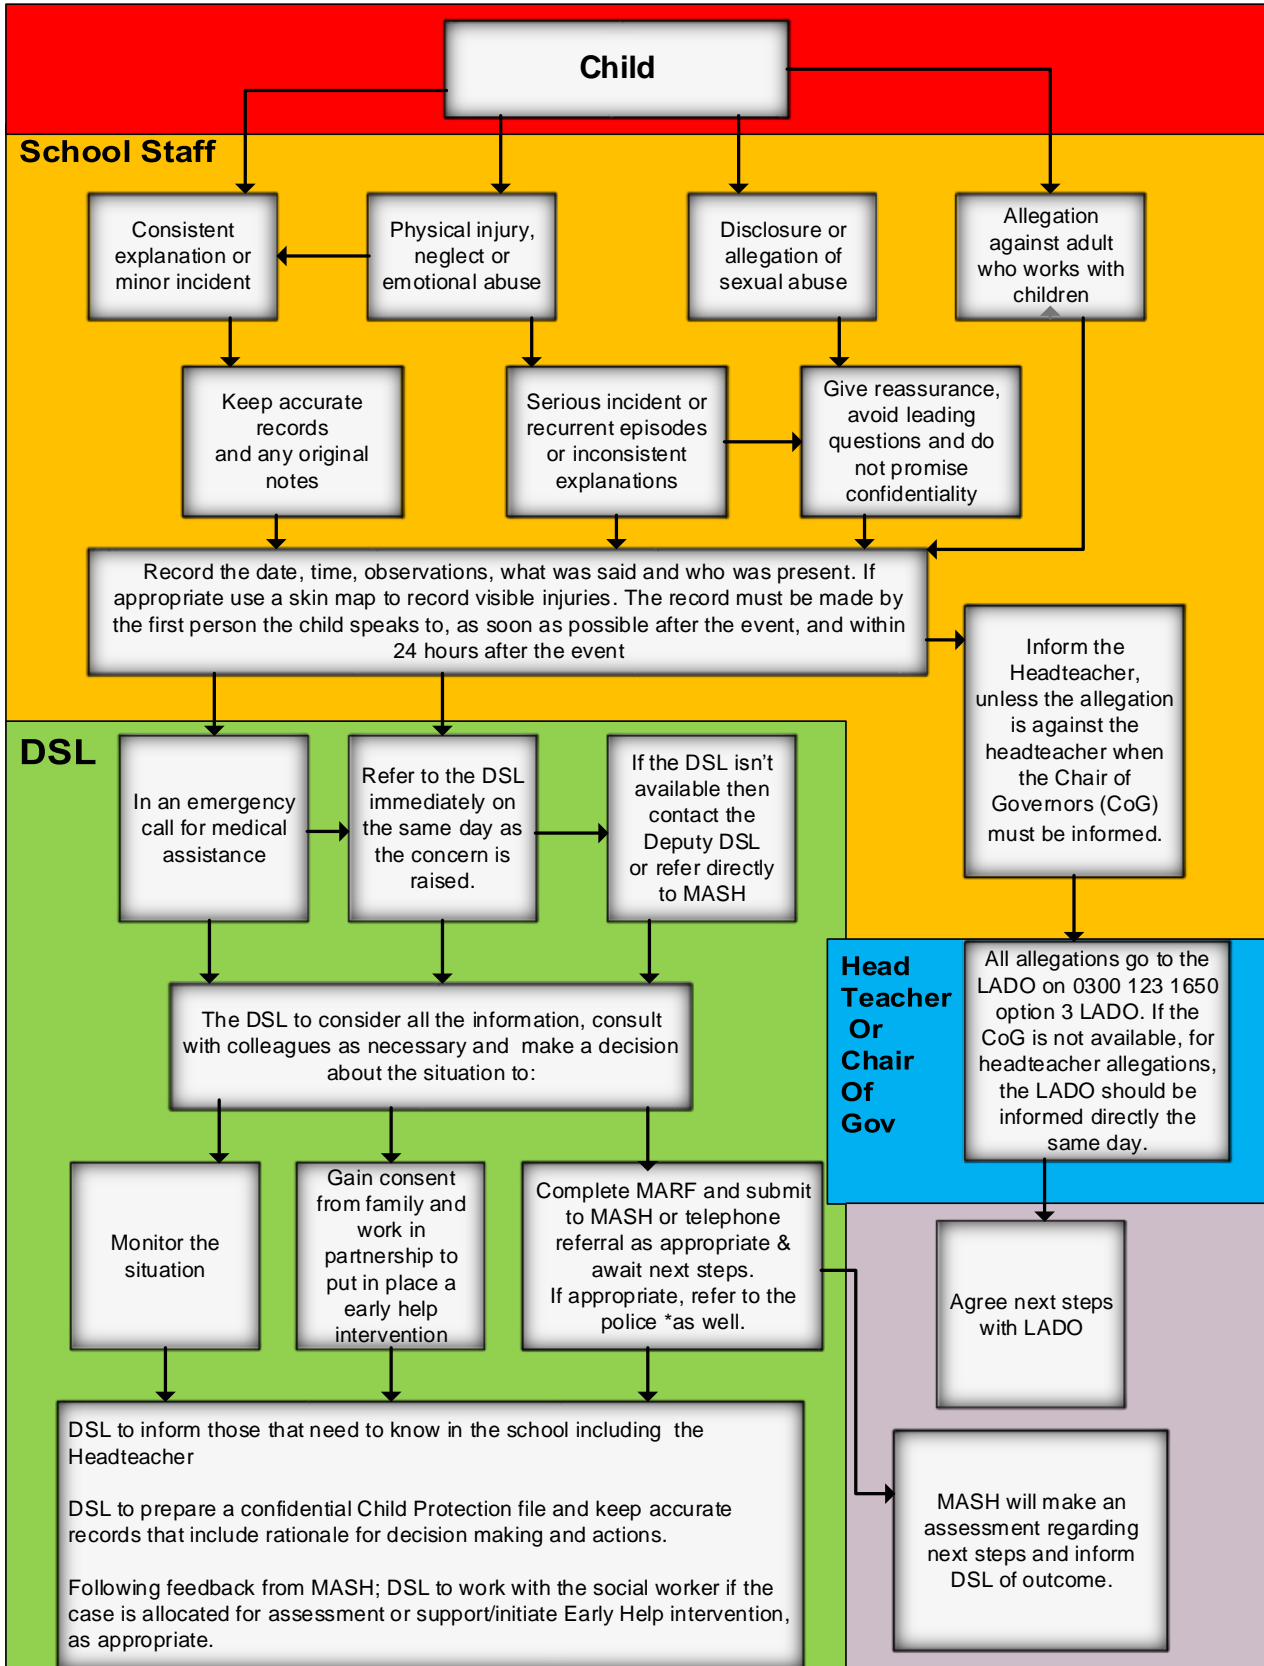 Child
School Staff
Consistent
explanation or
minor incident
Physical injury,
neglect or
emotional abuse
Disclosure or
allegation of
sexual abuse
Allegation
against adult
who works with
children
Keep accurate
records
and any original
notes
Serious incident or
recurrent episodes
or inconsistent
explanations
Give reassurance,
avoid leading
questions and do
not promise
confidentiality
Record the date, time, observations, what was said and who was present. If
appropriate use a skin map to record visible injuries. The record must be made by
the first person the child speaks to, as soon as possible after the event, and within
24 hours after the event
Inform the
Headteacher,
unless the allegation
is against the
headteacher when
the Chair of
Governors (CoG)
must be informed.
DSL
In an emergency
call for medical
assistance
Refer to the DSL
immediately on
the same day as
the concern is
raised.
If the DSL isn't
available then
contact the
Deputy DSL
or refer directly
to MASH
Head
Teacher
Or
Chair
Of
Gov
All allegations go to the
LADO on 0300 123 1650
option 3 LADO. If the
CoG is not available, for
headteacher allegations,
the LADO should be
informed directly the
same day.
The DSL to consider all the information, consult
with colleagues as necessary and  make a decision
about the situation to:
Monitor the
situation
Gain consent
from family and
work in
partnership to
put in place a
early help
intervention
Complete MARF and submit
to MASH or telephone
referral as appropriate &
await next steps.
If appropriate, refer to the
police *as well.
Agree next steps
with LADO
DSL to inform those that need to know in the school including  the
Headteacher
DSL to prepare a confidential Child Protection file and keep accurate
records that include rationale for decision making and actions.
Following feedback from MASH; DSL to work with the social worker if the
case is allocated for assessment or support/initiate Early Help intervention,
as appropriate.
MASH will make an
assessment regarding
next steps and inform
DSL of outcome.